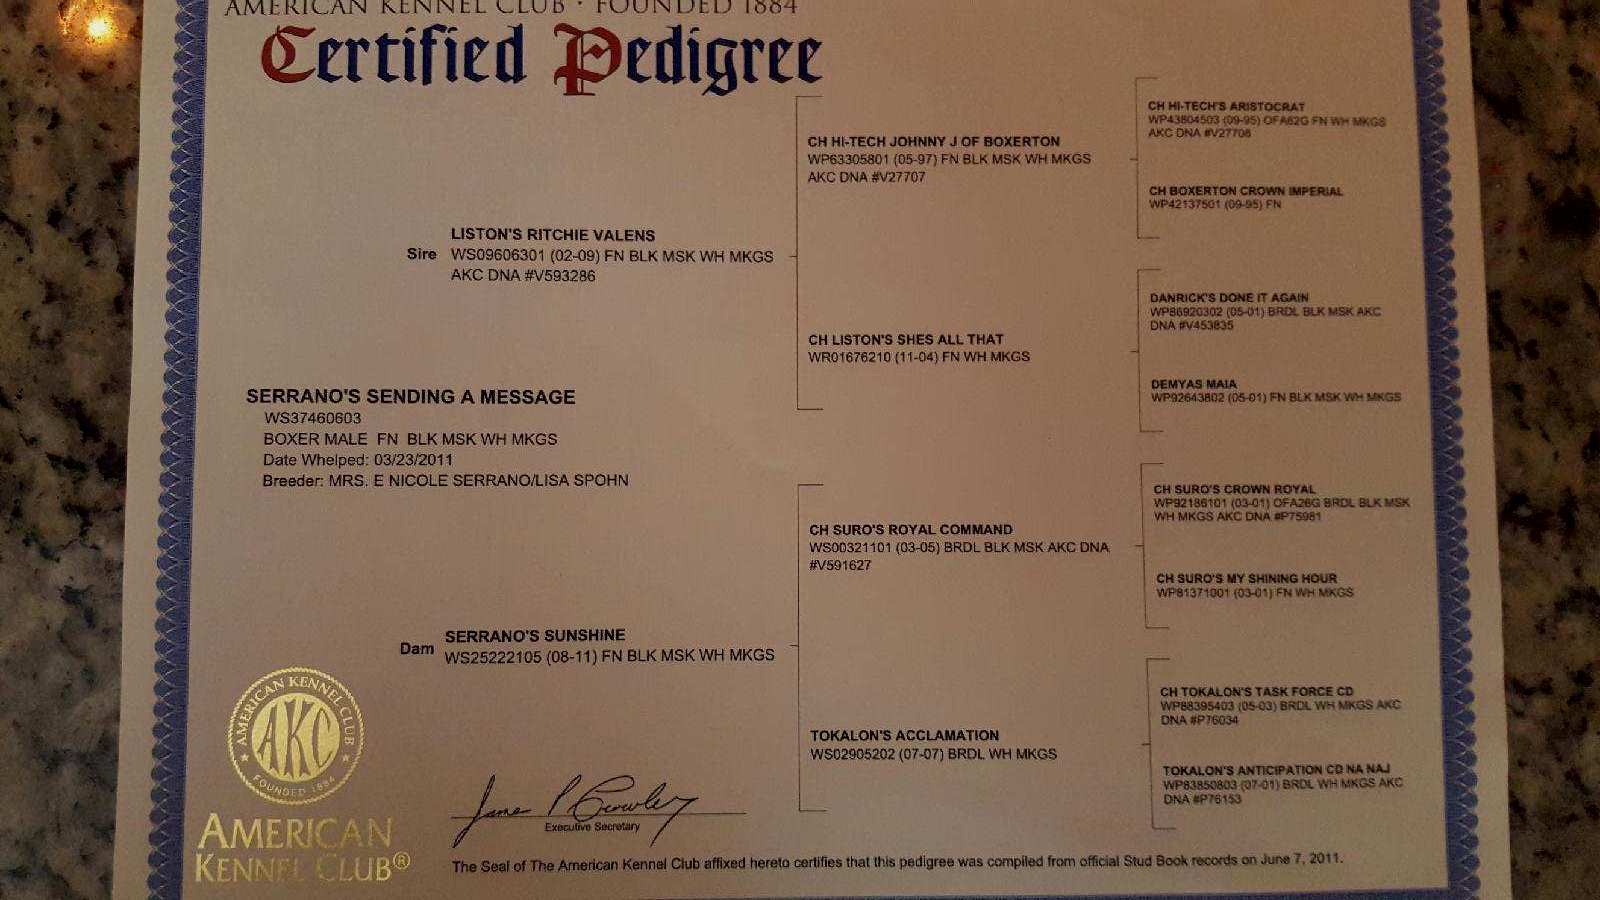 AMERICAN KENNEL CLUB · FOUNDED 1884
Certified Pedigree
CH HI-TECH'S ARISTOCRAT
WP43804503 (09-95) OFA62G FN WH MKGS
AKC DNA #V27708
CH HI-TECH JOHNNY J OF BOXERTON
WP63305801 (05-97) FN BLK MSK WH MKGS
AKC DNA #V27707
CH BOXERTON CROWN IMPERIAL
WP42137501 (09-95) FN
LISTON'S RITCHIE VALENS
Sire WS09606301 (02-09) FN BLK MSK WH MKGS
AKC DNA #V593286
DANRICK'S DONE IT AGAIN
WP86920302 (05-01) BRDL BLK MSK AKC
DNA #V453835
CH LISTON'S SHES ALL THAT
WR01676210 (11-04) FN WH MKGS
DEMYAS MAIA
WP92643802 (05-01) FN BLK MSK WH MKGS
SERRANO'S SENDING A MESSAGE
WS37460603
BOXER MALE FN BLK MSK WH MKGS
Date Whelped: 03/23/2011
Breeder: MRS. E NICOLE SERRANO/LISA SPOHN
CH SURO'S CROWN ROYAL
WP92186101 (03-01) OFA26G BRDL BLK MSK
WH MKGS AKC DNA #P75981
CH SURO'S ROYAL COMMAND
WS00321101 (03-05) BRDL BLK MSK AKC DNA
#V591627
CH SURO'S MY SHINING HOUR
WP81371001 (03-01) FN WH MKGS
SERRANO'S SUNSHINE
Dam WS25222105 (08-11) FN BLK MSK WH MKGS
CH TOKALON'S TASK FORCE CD
WP88395403 (05-03) BRDL WH MKGS AKC
DNA #P76034
TOKALON'S ACCLAMATION
WS02905202 (07-07) BRDL WH MKGS
TOKALON'S ANTICIPATION CD NA NAJ
WP83850803 (07-01) BRDL WH MKGS AKC
DNA #P76153
AMERICAN KENNEL CLUB
AKC
FOUNDED 1884
AMERICAN
KENNEL CLUB®
James P Crowley
Executive Secretary
The Seal of The American Kennel Club affixed hereto certifies that this pedigree was compiled from official Stud Book records on June 7, 2011.